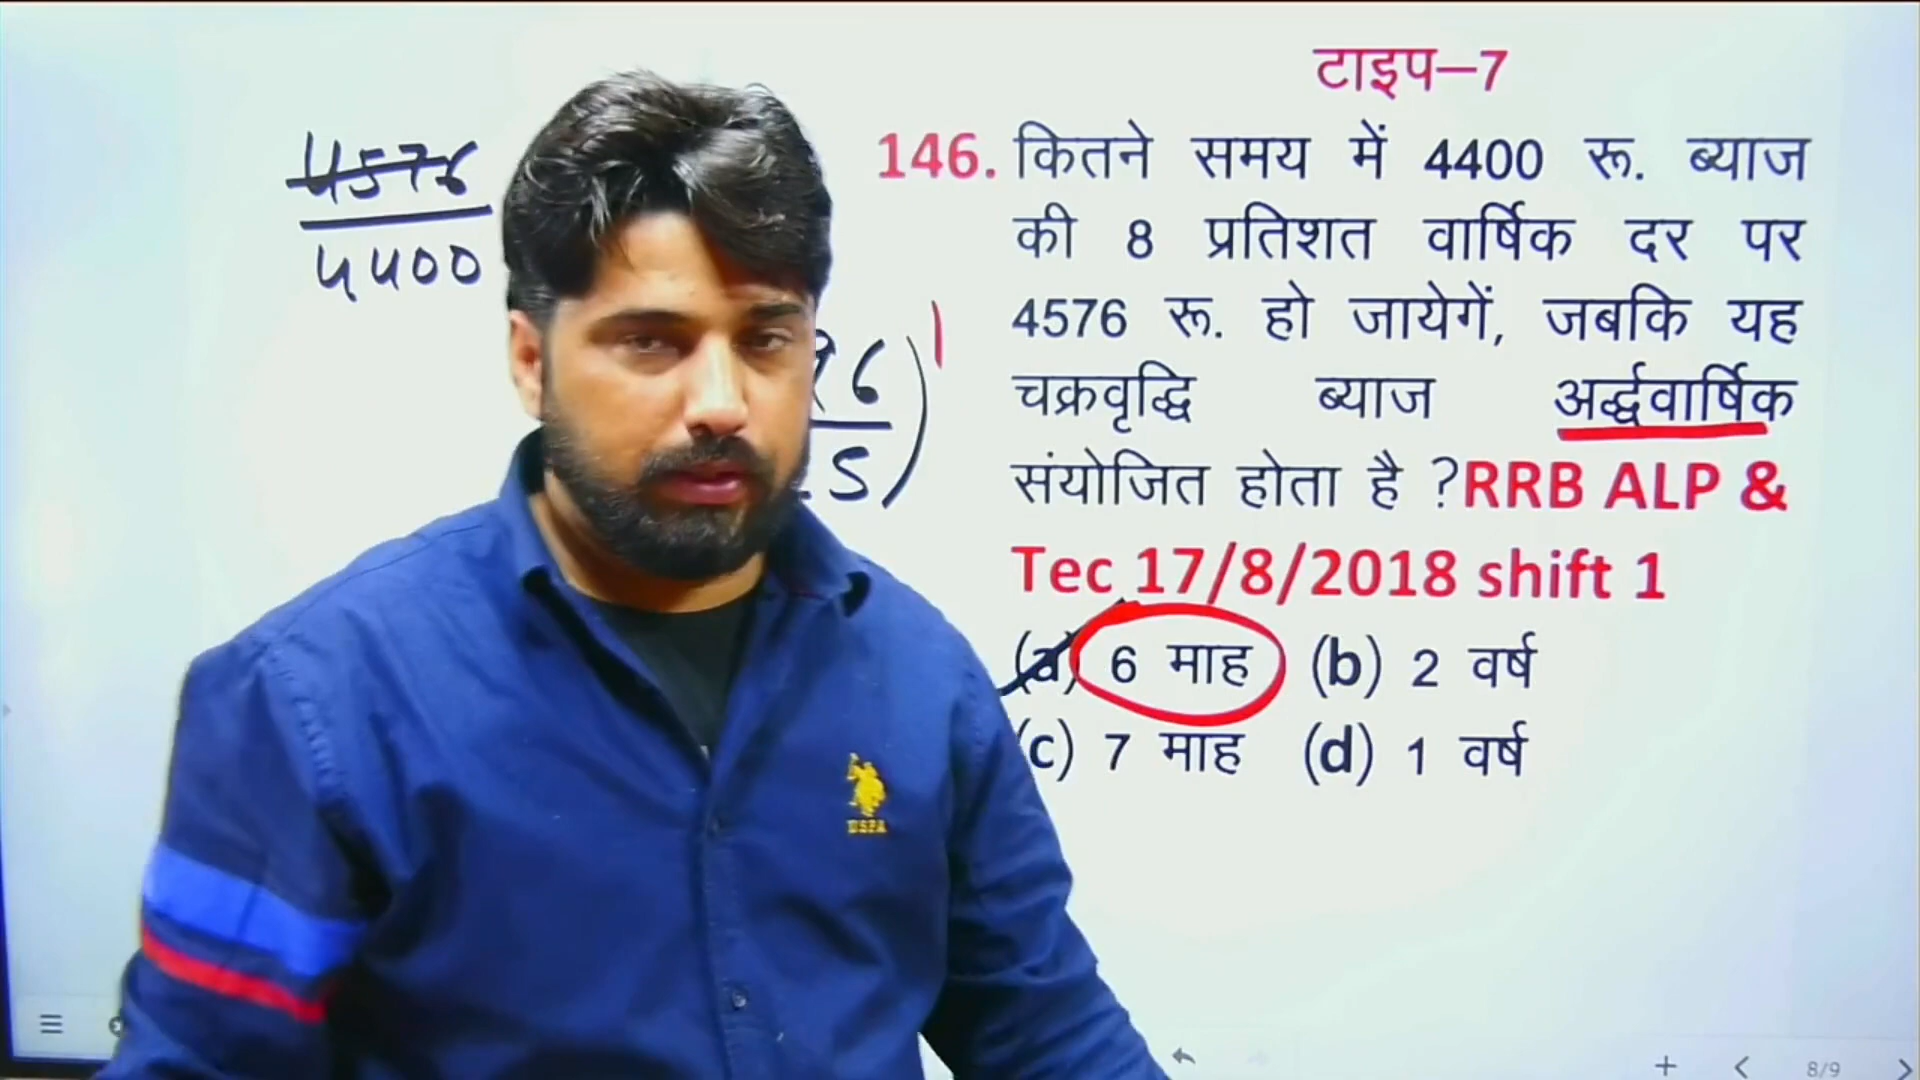 टाइप–7
4576
4400
146. कितने समय में 4400 रू. ब्याज
की 8 प्रतिशत वार्षिक दर पर
4576 रू. हो जायेगें, जबकि यह
चक्रवृद्धि ब्याज अर्द्धवार्षिक
संयोजित होता है ?RRB ALP &
Tec 17/8/2018 shift 1
(a) 6 माह (b) 2 वर्ष
(c) 7 माह (d) 1 वर्ष
USPA
8/9